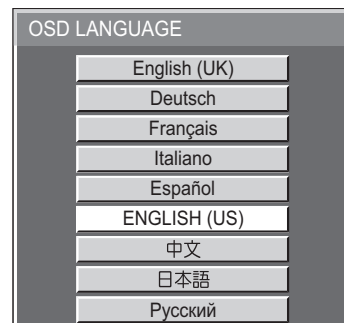 OSD LANGUAGE
English (UK)
Deutsch
Français
Italiano
Español
ENGLISH (US)
中文
日本語
Русский